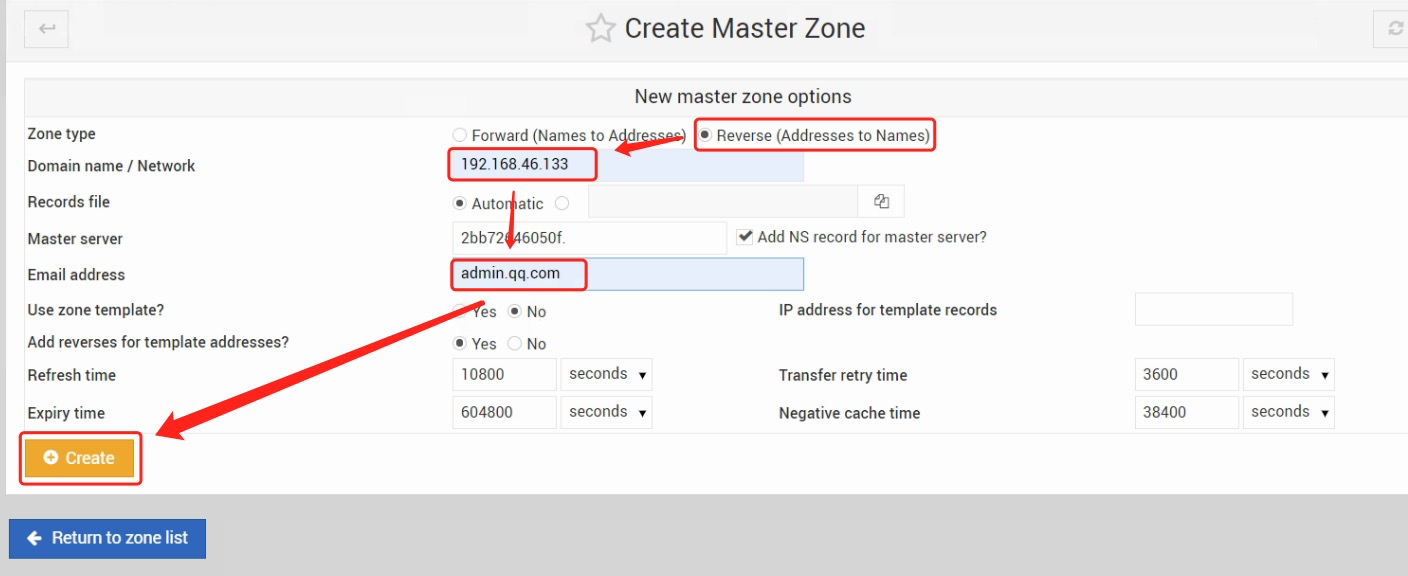 Create Master Zone
New master zone options
Zone type Forward (Names to Addresses) Reverse (Addresses to Names)
Domain name / Network 192.168.46.133
Records file Automatic
Master server 2bb72646050f. Add NS record for master server?
Email address admin.qq.com
Use zone template? Yes No IP address for template records
Add reverses for template addresses? Yes No
Refresh time 10800 seconds Transfer retry time 3600 seconds
Expiry time 604800 seconds Negative cache time 38400 seconds
Create
Return to zone list